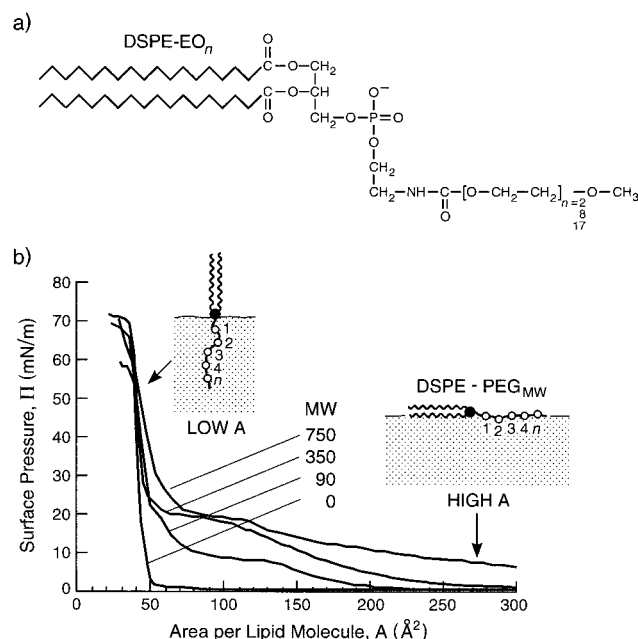 a)
DSPE-EOn
O
C–O–CH2
C–O–CH
O
CH2–O–P=O
O–
O
CH2
CH2–NH–C–[O–CH2–CH2]n=2–O–CH3
O
8
17
b)
80
70
60
50
40
30
20
10
0
Surface Pressure, Π (mN/m)
1
2
3
4
n
LOW A
MW
750
350
90
0
DSPE - PEGMW
1 2 3 4 n
HIGH A
0 50 100 150 200 250 300
Area per Lipid Molecule, A (Å2)